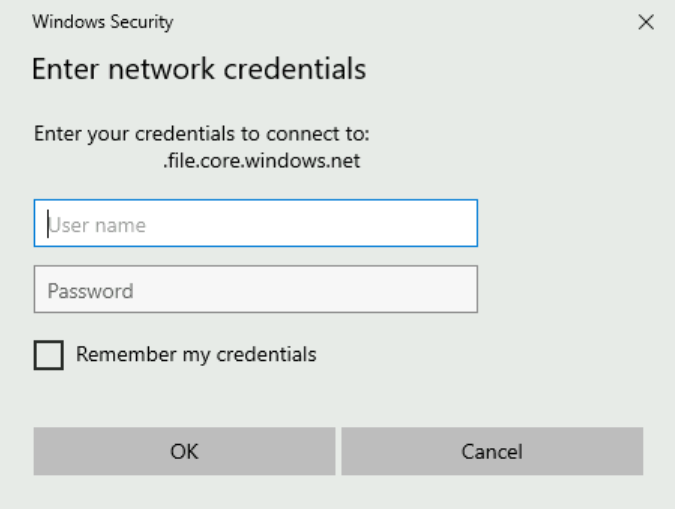 Windows Security
Enter network credentials
Enter your credentials to connect to:
.file.core.windows.net
User name
Password
Remember my credentials
OK
Cancel